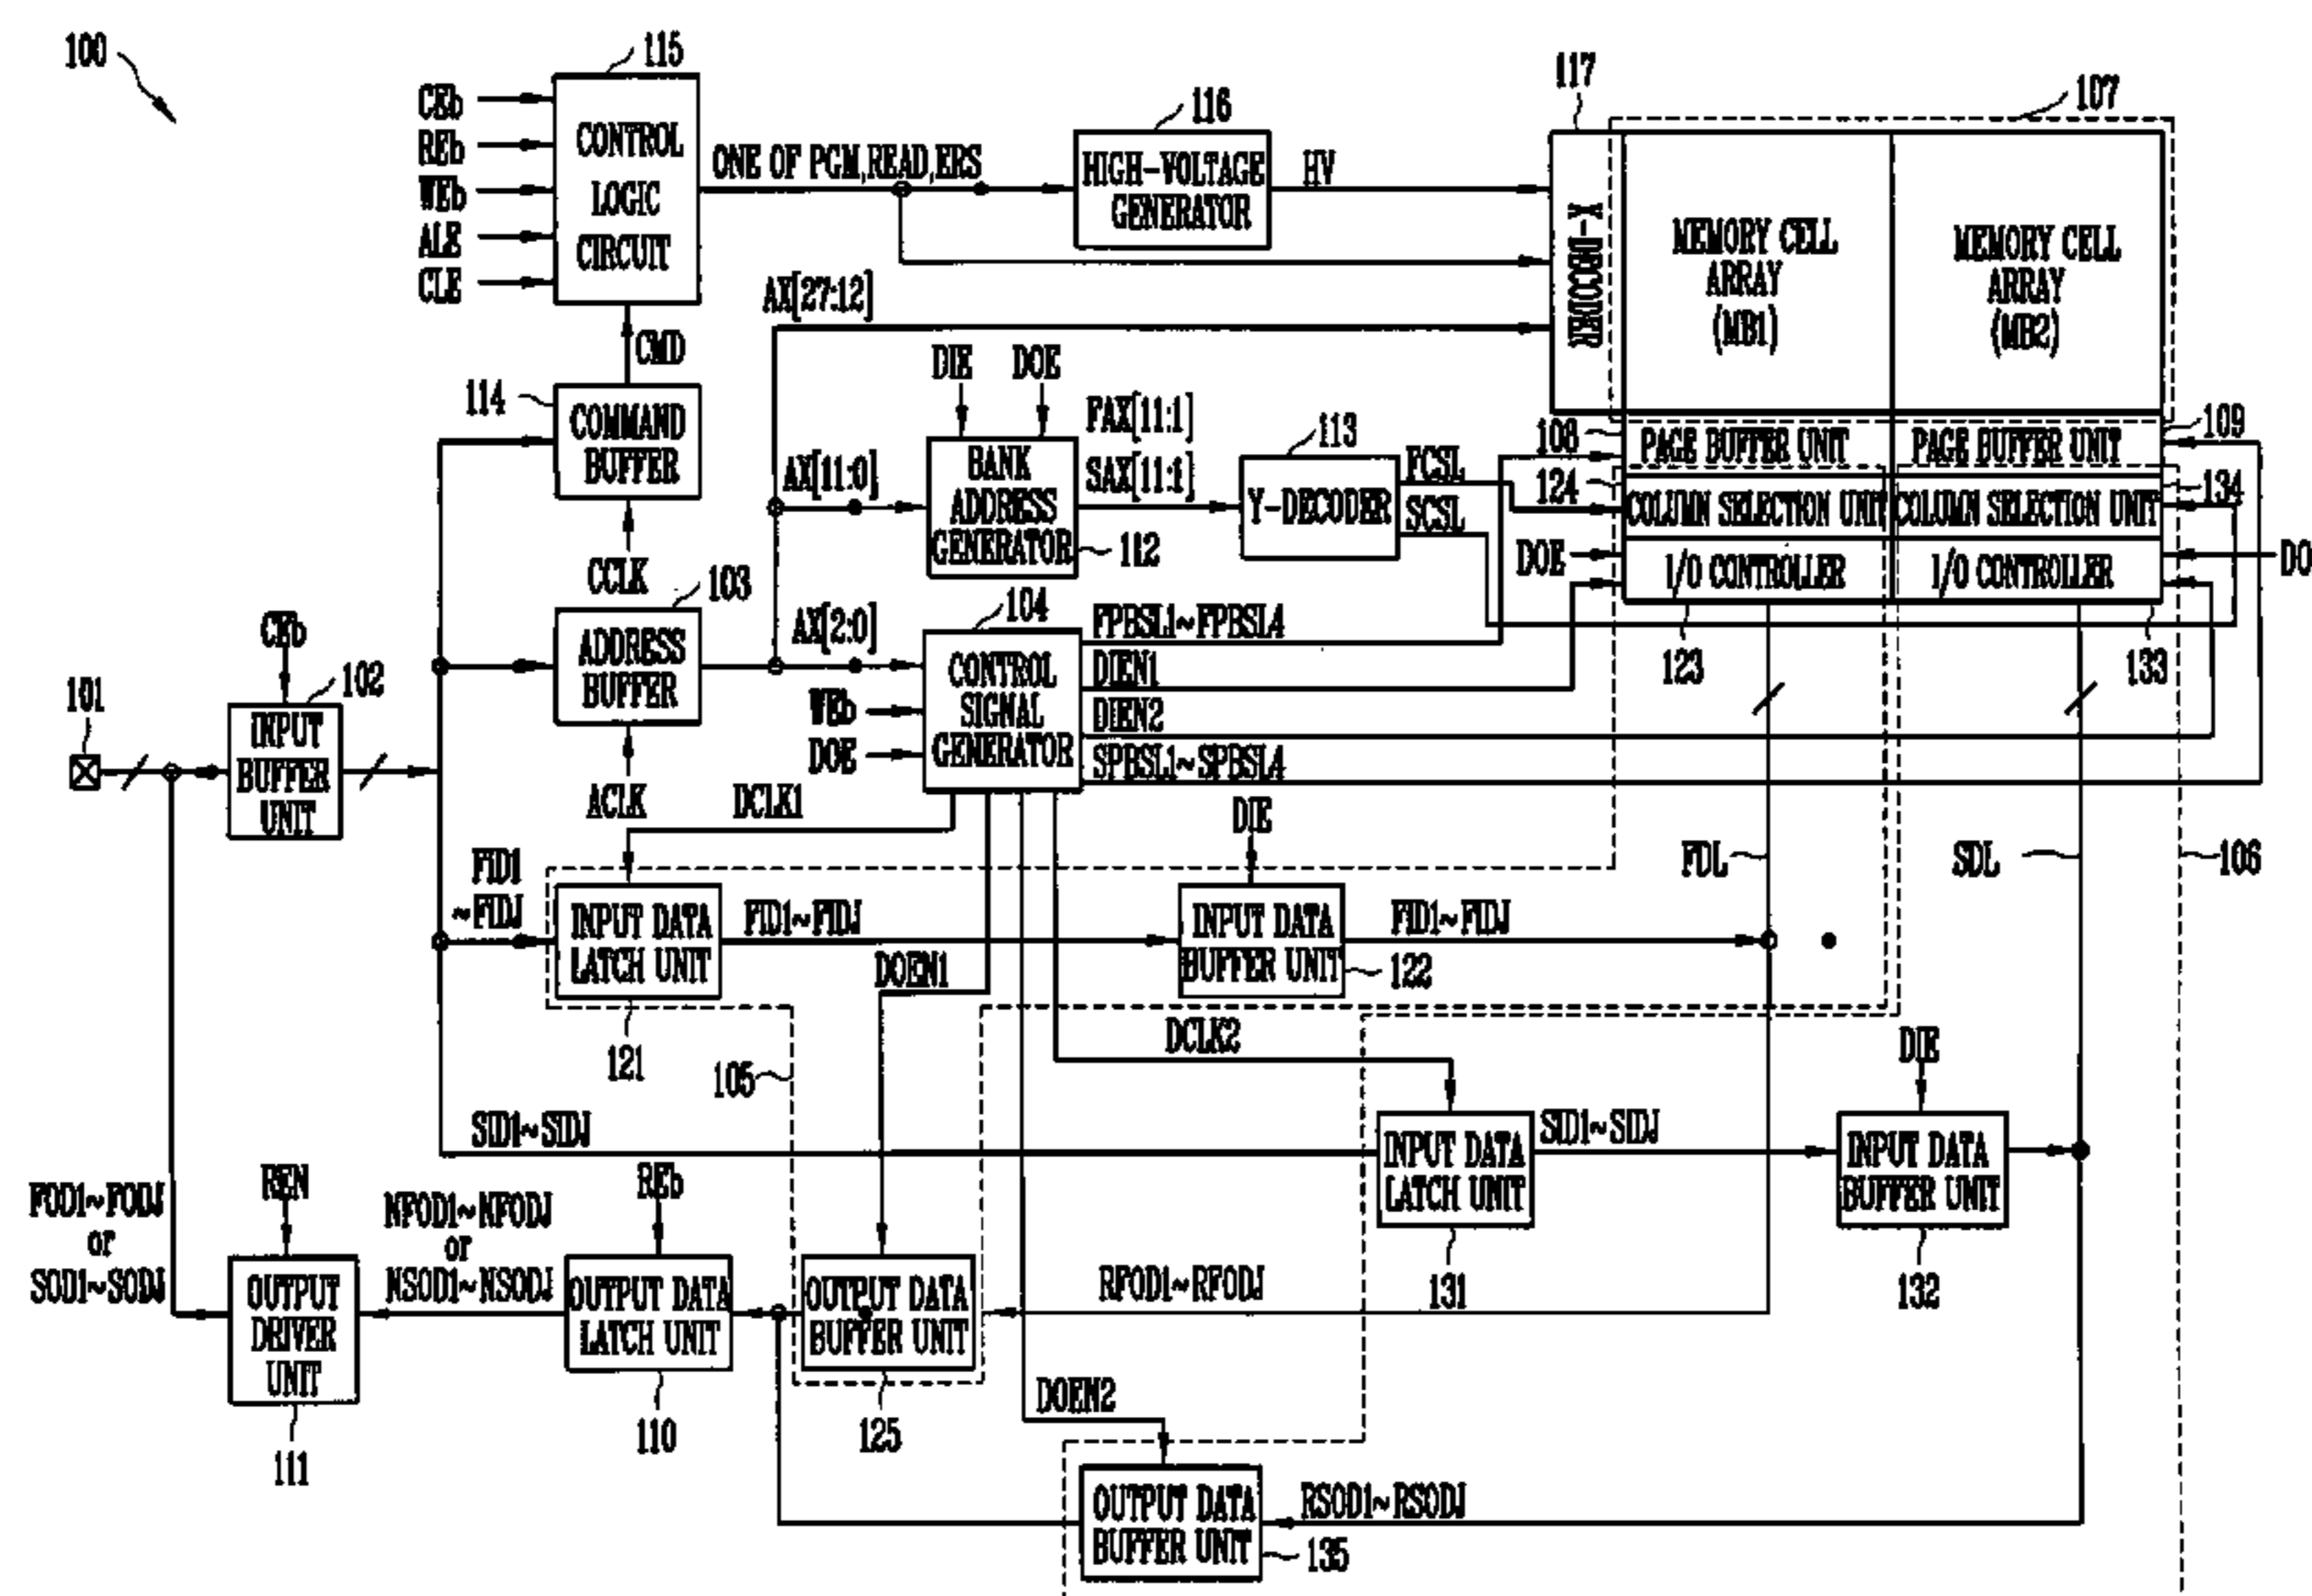 100
115
CEb
REb
WEb
ALE
CLE
CONTROL
LOGIC
CIRCUIT
ONE OF PGM,READ,ERS
116
HIGH-VOLTAGE
GENERATOR
HV
117
107
X-DECODER
MEMORY CELL
ARRAY
(MB1)
MEMORY CELL
ARRAY
(MB2)
AX[27:12]
CMD
114
COMMAND
BUFFER
CCLK
DIE
DOE
AX[11:0]
BANK
ADDRESS
GENERATOR
112
FAX[11:1]
SAX[11:1]
113
Y-DECODER
FCSL
SCSL
108
PAGE BUFFER UNIT
PAGE BUFFER UNIT
109
124
COLUMN SELECTION UNIT
COLUMN SELECTION UNIT
134
DOE
I/O CONTROLLER
I/O CONTROLLER
DO
123
133
103
ADDRESS
BUFFER
ACLK
AX[2:0]
WEb
DOE
104
CONTROL
SIGNAL
GENERATOR
FPBSL1~FPBSL4
DIEN1
DIEN2
SPBSL1~SPBSL4
CEb
101
102
INPUT
BUFFER
UNIT
DCLK1
DIE
FDL
SDL
106
FID1
~FIDJ
INPUT DATA
LATCH UNIT
121
FID1~FIDJ
INPUT DATA
BUFFER UNIT
122
FID1~FIDJ
DOEN1
105
DCLK2
DIE
SID1~SIDJ
INPUT DATA
LATCH UNIT
131
SID1~SIDJ
INPUT DATA
BUFFER UNIT
132
FOD1~FODJ
or
SOD1~SODJ
REN
OUTPUT
DRIVER
UNIT
111
NFOD1~NFODJ
or
NSOD1~NSODJ
REb
OUTPUT DATA
LATCH UNIT
110
OUTPUT DATA
BUFFER UNIT
125
RFOD1~RFODJ
DOEN2
OUTPUT DATA
BUFFER UNIT
135
RSOD1~RSODJ